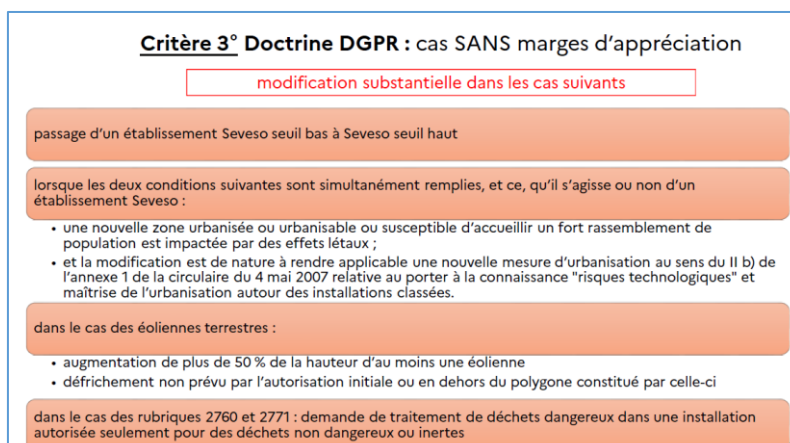 Critère 3° Doctrine DGPR : cas SANS marges d’appréciation
modification substantielle dans les cas suivants
passage d’un établissement Seveso seuil bas à Seveso seuil haut
lorsque les deux conditions suivantes sont simultanément remplies, et ce, qu’il s’agisse ou non d’un
établissement Seveso :
• une nouvelle zone urbanisée ou urbanisable ou susceptible d’accueillir un fort rassemblement de
population est impactée par des effets létaux ;
• et la modification est de nature à rendre applicable une nouvelle mesure d’urbanisation au sens du II b) de
l’annexe 1 de la circulaire du 4 mai 2007 relative au porter à la connaissance "risques technologiques" et
maîtrise de l’urbanisation autour des installations classées.
dans le cas des éoliennes terrestres :
• augmentation de plus de 50 % de la hauteur d’au moins une éolienne
• défrichement non prévu par l’autorisation initiale ou en dehors du polygone constitué par celle-ci
dans le cas des rubriques 2760 et 2771 : demande de traitement de déchets dangereux dans une installation
autorisée seulement pour des déchets non dangereux ou inertes